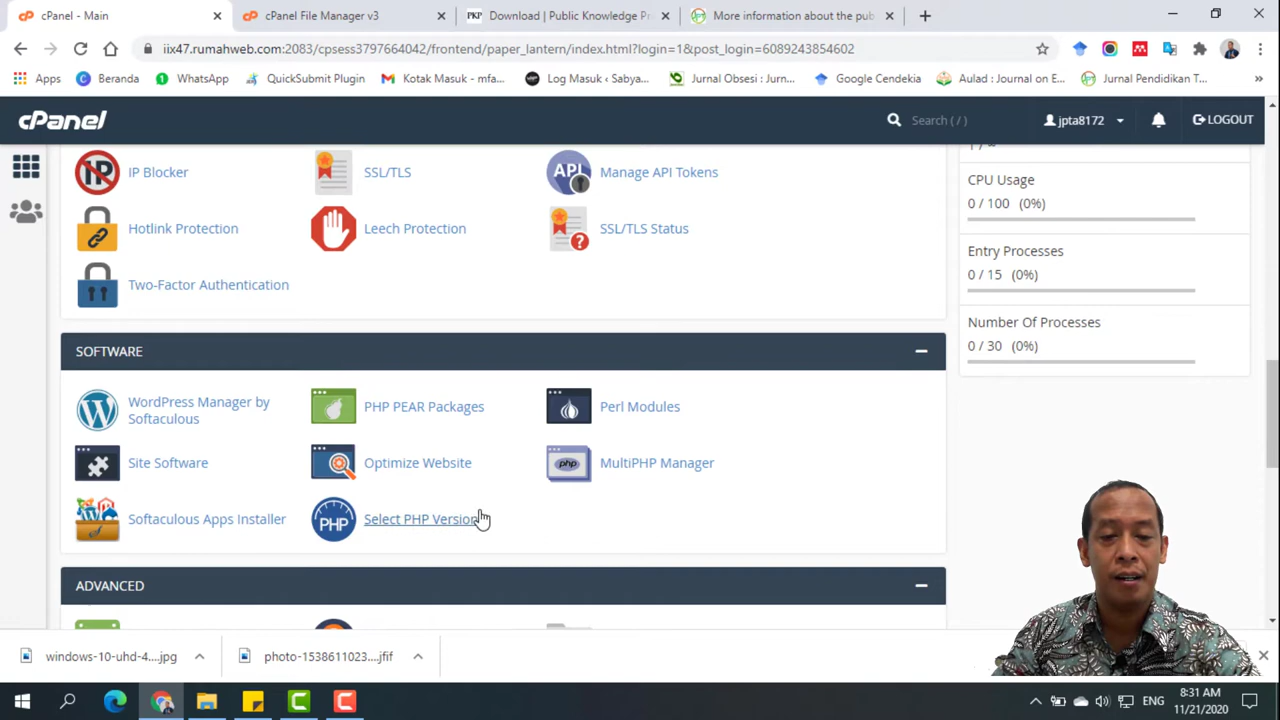 cPanel - Main
cPanel File Manager v3
PKP
Download | Public Knowledge Pr
More information about the pub
iix47.rumahweb.com:2083/cpsess3797664042/frontend/paper_lantern/index.html?login=1&post_login=6089243854602
Apps
Beranda
WhatsApp
QuickSubmit Plugin
Kotak Masuk - mfa...
Log Masuk ‹ Sabya...
Jurnal Obsesi : Jurn...
Google Cendekia
Aulad : Journal on E...
Jurnal Pendidikan T...
cPanel
Search ( / )
jpta8172
LOGOUT
IP Blocker
SSL/TLS
Manage API Tokens
Hotlink Protection
Leech Protection
SSL/TLS Status
Two-Factor Authentication
1 / ∞
CPU Usage
0 / 100 (0%)
Entry Processes
0 / 15 (0%)
Number Of Processes
0 / 30 (0%)
SOFTWARE
WordPress Manager by
Softaculous
PHP PEAR Packages
Perl Modules
Site Software
Optimize Website
MultiPHP Manager
Softaculous Apps Installer
Select PHP Version
ADVANCED
windows-10-uhd-4....jpg
photo-1538611023....jfif
ENG
8:31 AM
11/21/2020